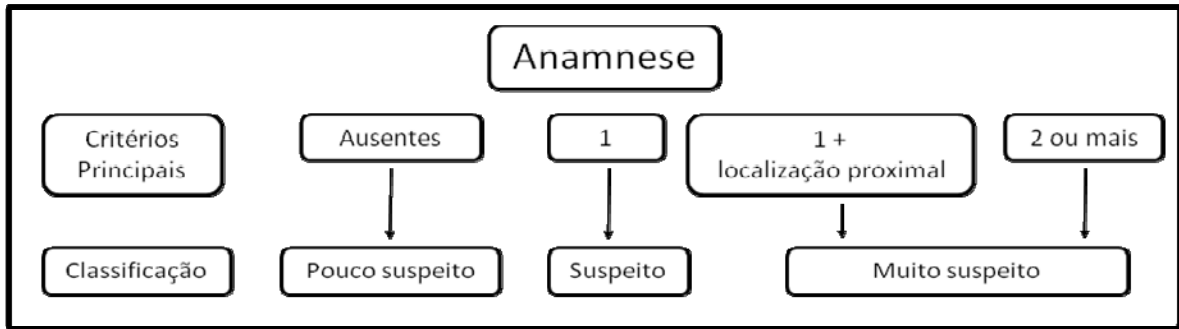 Anamnese
Critérios
Principais
Ausentes
1
1 +
localização proximal
2 ou mais
Classificação
Pouco suspeito
Suspeito
Muito suspeito